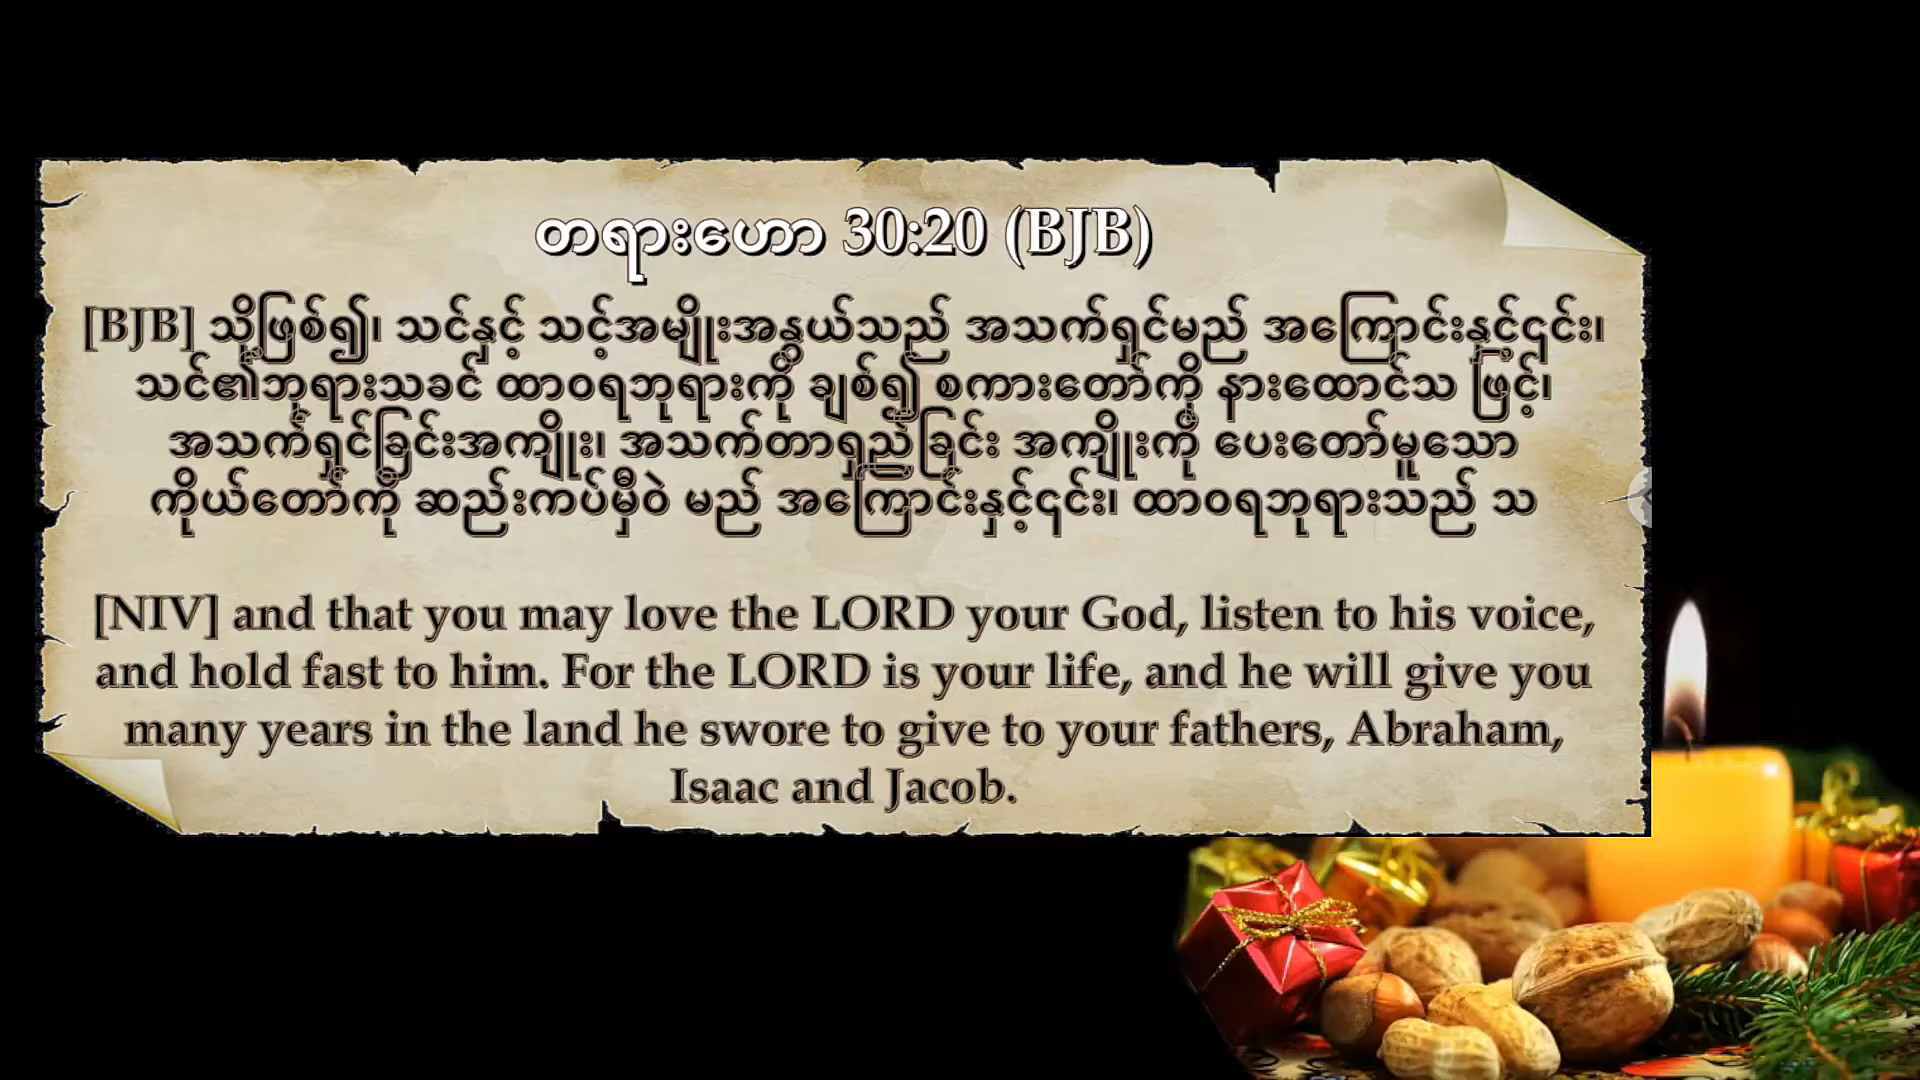 တရားဟော 30:20 (BJB)
[BJB] သို့ဖြစ်၍၊ သင်နှင့် သင့်အမျိုးအနွယ်သည် အသက်ရှင်မည် အကြောင်းနှင့်၎င်း၊
သင်၏ဘုရားသခင် ထာဝရဘုရားကို ချစ်၍ စကားတော်ကို နားထောင်သ ဖြင့်၊
အသက်ရှင်ခြင်းအကျိုး၊ အသက်တာရှည်ခြင်း အကျိုးကို ပေးတော်မူသော
ကိုယ်တော်ကို ဆည်းကပ်မှီဝဲ မည် အကြောင်းနှင့်၎င်း၊ ထာဝရဘုရားသည် သ
[NIV] and that you may love the LORD your God, listen to his voice,
and hold fast to him. For the LORD is your life, and he will give you
many years in the land he swore to give to your fathers, Abraham,
Isaac and Jacob.